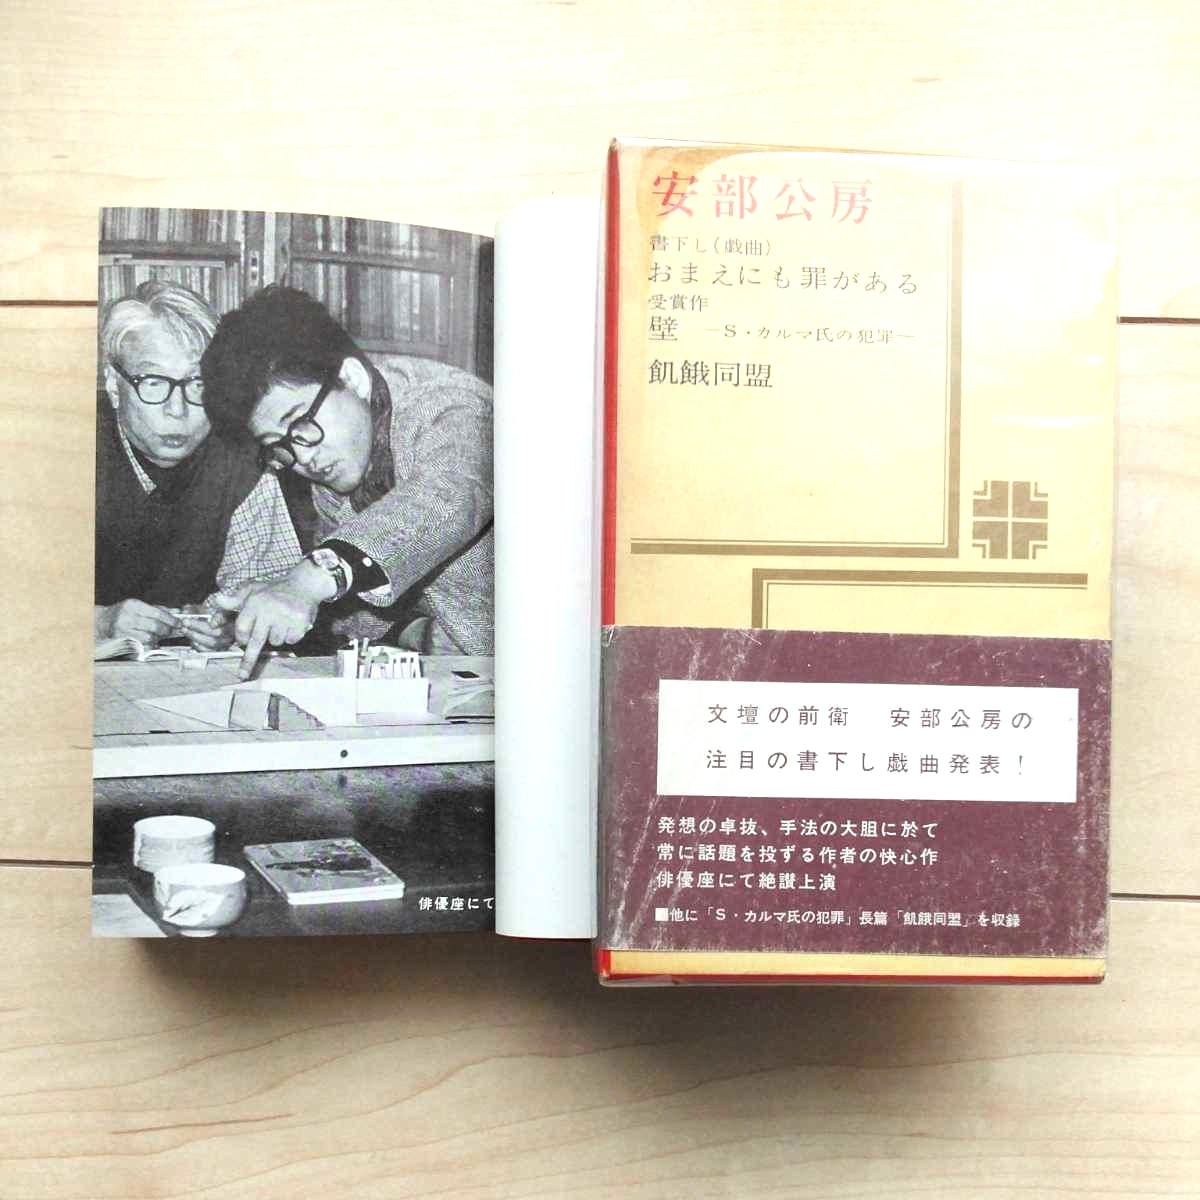 俳優座にて
安部公房
書下し(戯曲)
おまえにも罪がある
受賞作
壁 ―S・カルマ氏の犯罪―
飢餓同盟
文壇の前衛 安部公房の
注目の書下し戯曲発表!
発想の卓抜、手法の大胆に於て
常に話題を投ずる作者の快心作
俳優座にて絶讃上演
■他に「S・カルマ氏の犯罪」長篇「飢餓同盟」を収録